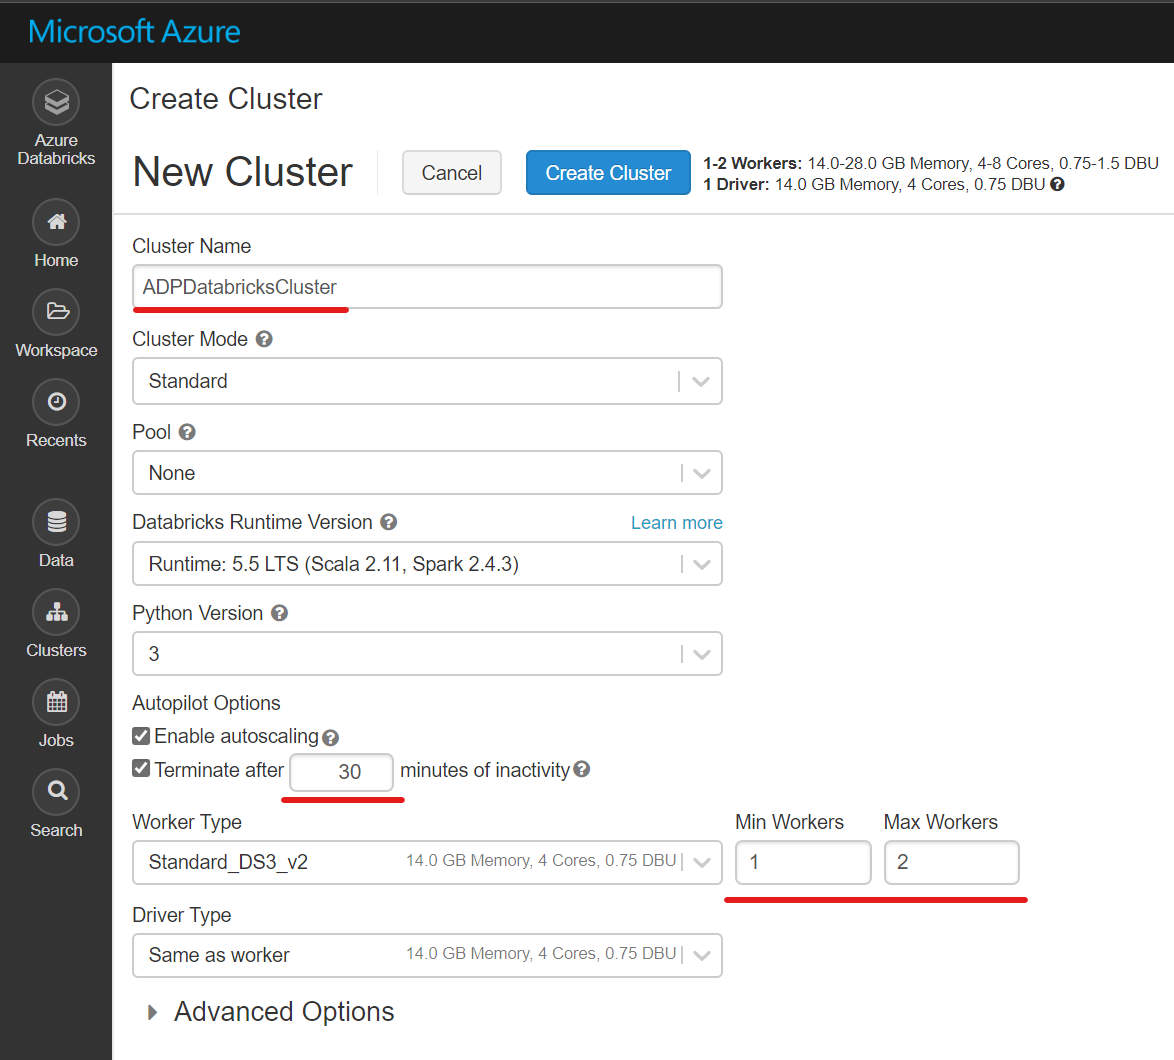 Microsoft Azure
Azure
Databricks
Home
Workspace
Recents
Data
Clusters
Jobs
Search
Create Cluster
New Cluster
Cancel
Create Cluster
1-2 Workers: 14.0-28.0 GB Memory, 4-8 Cores, 0.75-1.5 DBU
1 Driver: 14.0 GB Memory, 4 Cores, 0.75 DBU ?
Cluster Name
ADPDatabricksCluster
Cluster Mode ?
Standard
Pool ?
None
Databricks Runtime Version ? Learn more
Runtime: 5.5 LTS (Scala 2.11, Spark 2.4.3)
Python Version ?
3
Autopilot Options
Enable autoscaling ?
Terminate after 30 minutes of inactivity ?
Worker Type Min Workers Max Workers
Standard_DS3_v2 14.0 GB Memory, 4 Cores, 0.75 DBU 1 2
Driver Type
Same as worker 14.0 GB Memory, 4 Cores, 0.75 DBU
Advanced Options